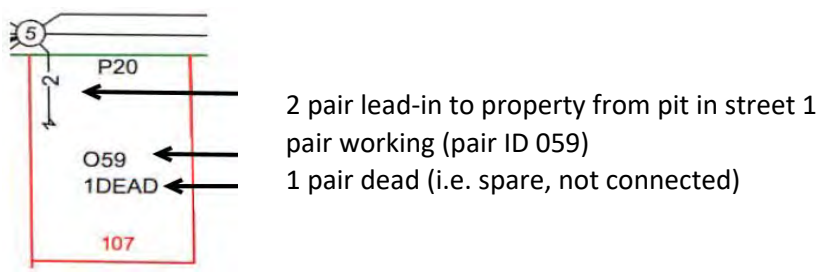 5
P20
2
2 pair lead-in to property from pit in street 1
pair working (pair ID 059)
O59
1 pair dead (i.e. spare, not connected)
1DEAD
107